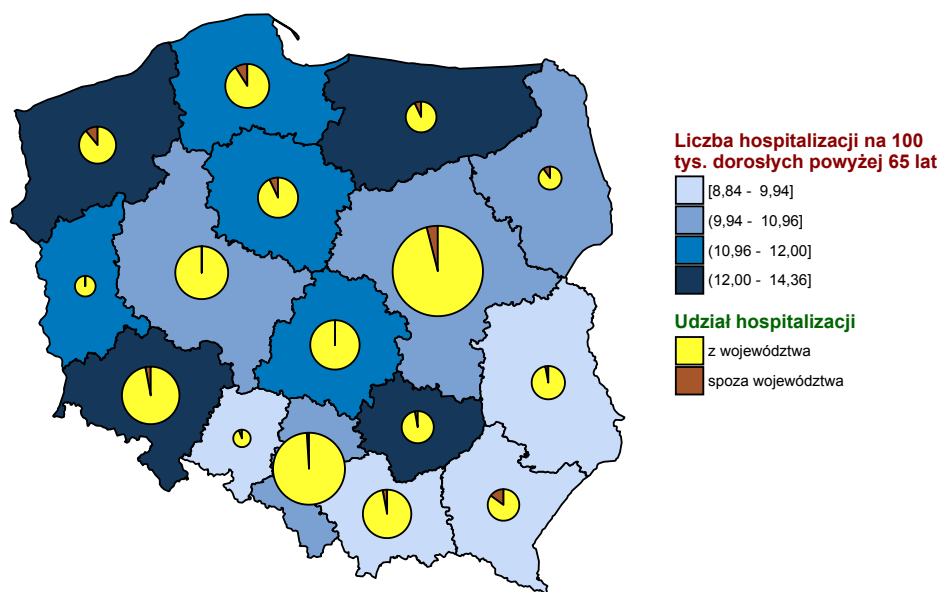 Liczba hospitalizacji na 100
tys. dorosłych powyżej 65 lat
[8,84 - 9,94]
(9,94 - 10,96]
(10,96 - 12,00]
(12,00 - 14,36]
Udział hospitalizacji
z województwa
spoza województwa